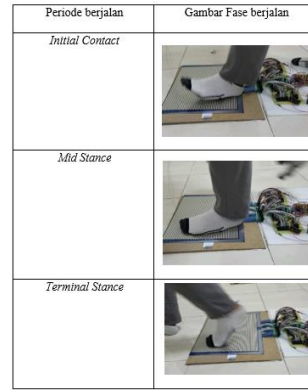 Periode berjalan
Gambar Fase berjalan
Initial Contact
Mid Stance
Terminal Stance